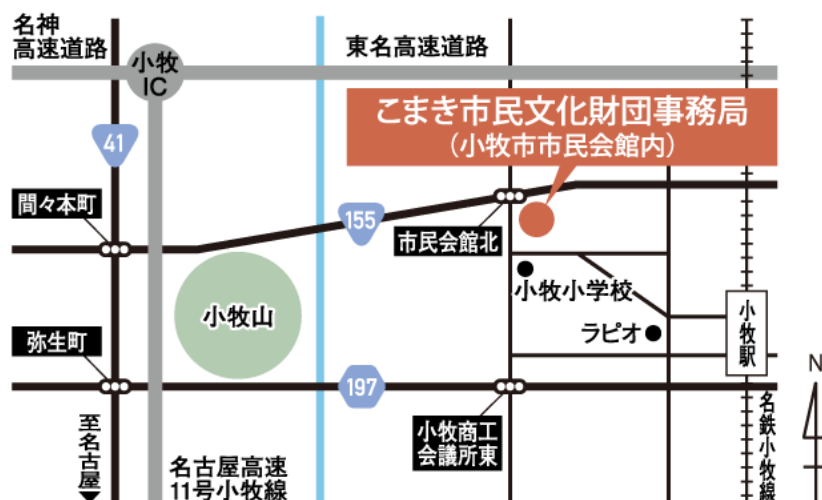 名神
高速道路
小牧
IC
東名高速道路
こまき市民文化財団事務局
(小牧市市民会館内)
41
間々本町
155
市民会館北
小牧小学校
小牧山
ラピオ
小牧駅
弥生町
197
N
小牧商工
会議所東
至名古屋
名古屋高速
11号小牧線
名鉄小牧線